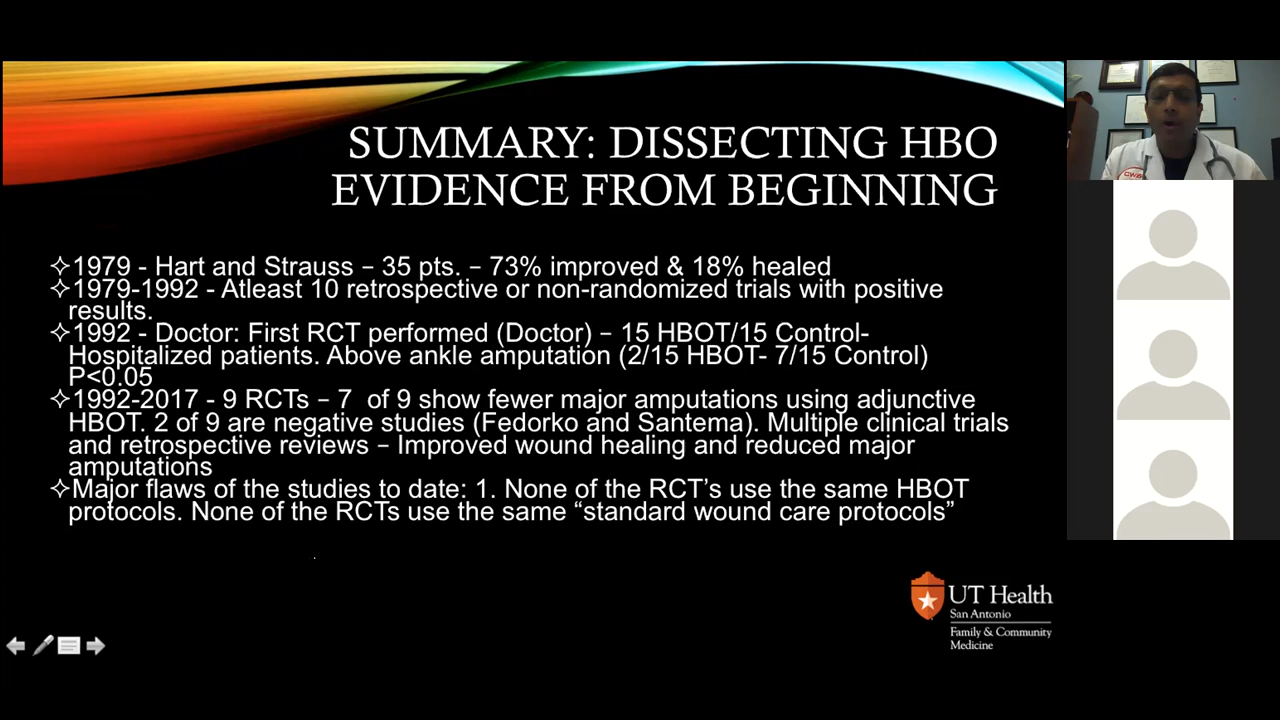 SUMMARY: DISSECTING HBO
EVIDENCE FROM BEGINNING
✧1979 - Hart and Strauss – 35 pts. – 73% improved & 18% healed
✧1979-1992 - Atleast 10 retrospective or non-randomized trials with positive
results.
✧1992 - Doctor: First RCT performed (Doctor) – 15 HBOT/15 Control-
Hospitalized patients. Above ankle amputation (2/15 HBOT- 7/15 Control)
P<0.05
✧1992-2017 - 9 RCTs – 7 of 9 show fewer major amputations using adjunctive
HBOT. 2 of 9 are negative studies (Fedorko and Santema). Multiple clinical trials
and retrospective reviews – Improved wound healing and reduced major
amputations
✧Major flaws of the studies to date: 1. None of the RCT’s use the same HBOT
protocols. None of the RCTs use the same “standard wound care protocols”
UT Health
San Antonio
Family & Community
Medicine